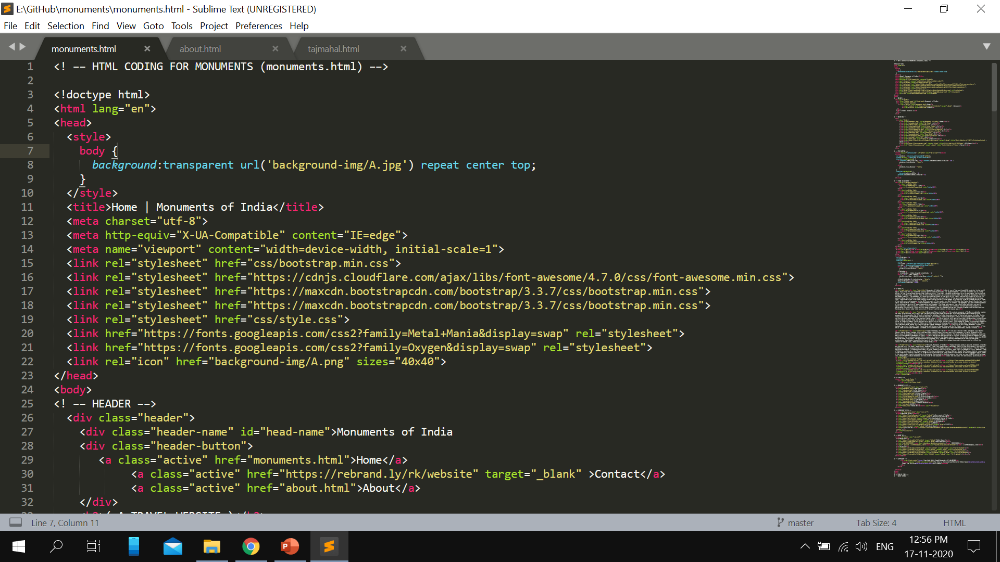 E:\GitHub\monuments\monuments.html - Sublime Text (UNREGISTERED)
File Edit Selection Find View Goto Tools Project Preferences Help
monuments.html × about.html × tajmahal.html ×
1 <! -- HTML CODING FOR MONUMENTS (monuments.html) -->
2
3 <!doctype html>
4 <html lang="en">
5 <head>
6 <style>
7 body {
8 background:transparent url('background-img/A.jpg') repeat center top;
9 }
10 </style>
11 <title>Home | Monuments of India</title>
12 <meta charset="utf-8">
13 <meta http-equiv="X-UA-Compatible" content="IE=edge">
14 <meta name="viewport" content="width=device-width, initial-scale=1">
15 <link rel="stylesheet" href="css/bootstrap.min.css">
16 <link rel="stylesheet" href="https://cdnjs.cloudflare.com/ajax/libs/font-awesome/4.7.0/css/font-awesome.min.css">
17 <link rel="stylesheet" href="https://maxcdn.bootstrapcdn.com/bootstrap/3.3.7/css/bootstrap.min.css">
18 <link rel="stylesheet" href="https://maxcdn.bootstrapcdn.com/bootstrap/3.3.7/css/bootstrap.min.css">
19 <link rel="stylesheet" href="css/style.css">
20 <link href="https://fonts.googleapis.com/css2?family=Metal+Mania&display=swap" rel="stylesheet">
21 <link href="https://fonts.googleapis.com/css2?family=Oxygen&display=swap" rel="stylesheet">
22 <link rel="icon" href="background-img/A.png" sizes="40x40">
23 </head>
24 <body>
25 <! -- HEADER -->
26 <div class="header">
27 <div class="header-name" id="head-name">Monuments of India
28 <div class="header-button">
29 <a class="active" href="monuments.html">Home</a>
30 <a class="active" href="https://rebrand.ly/rk/website" target="_blank" >Contact</a>
31 <a class="active" href="about.html">About</a>
32 </div>
Line 7, Column 11 master Tab Size: 4 HTML
ENG 12:56 PM
17-11-2020